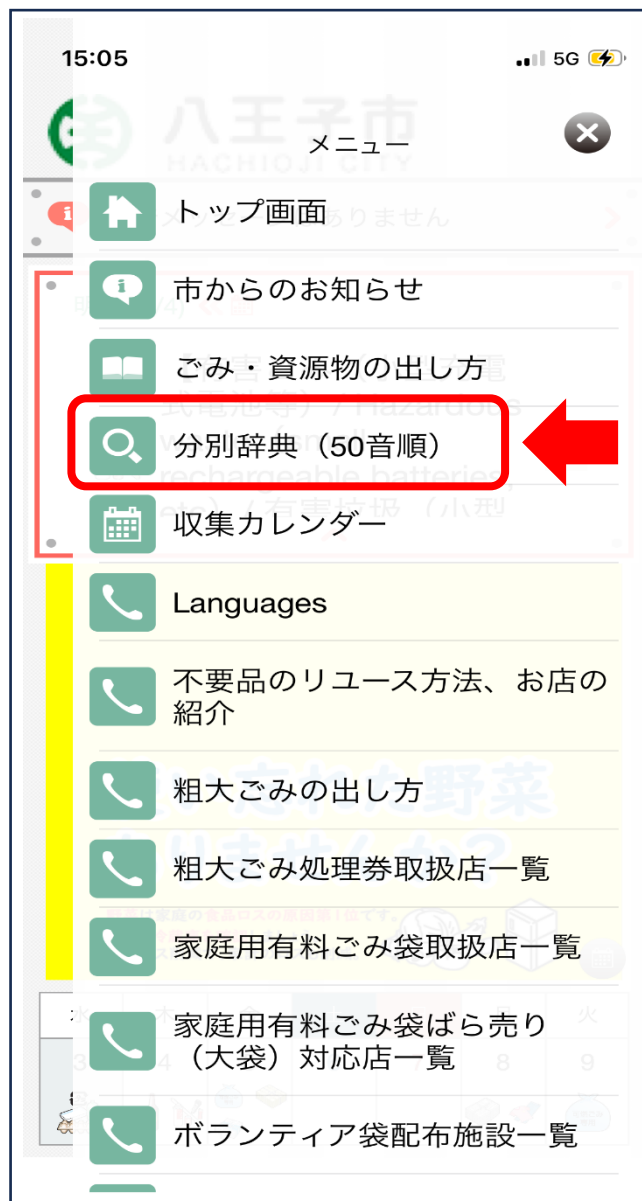 15:05
5G
八王子市
HACHIOJI CITY
メニュー
トップ画面
市からのお知らせ
ごみ・資源物の出し方
分別辞典（50音順）
収集カレンダー
Languages
不要品のリユース方法、お店の
紹介
粗大ごみの出し方
粗大ごみ処理券取扱店一覧
家庭用有料ごみ袋取扱店一覧
家庭用有料ごみ袋ばら売り
（大袋）対応店一覧
ボランティア袋配布施設一覧